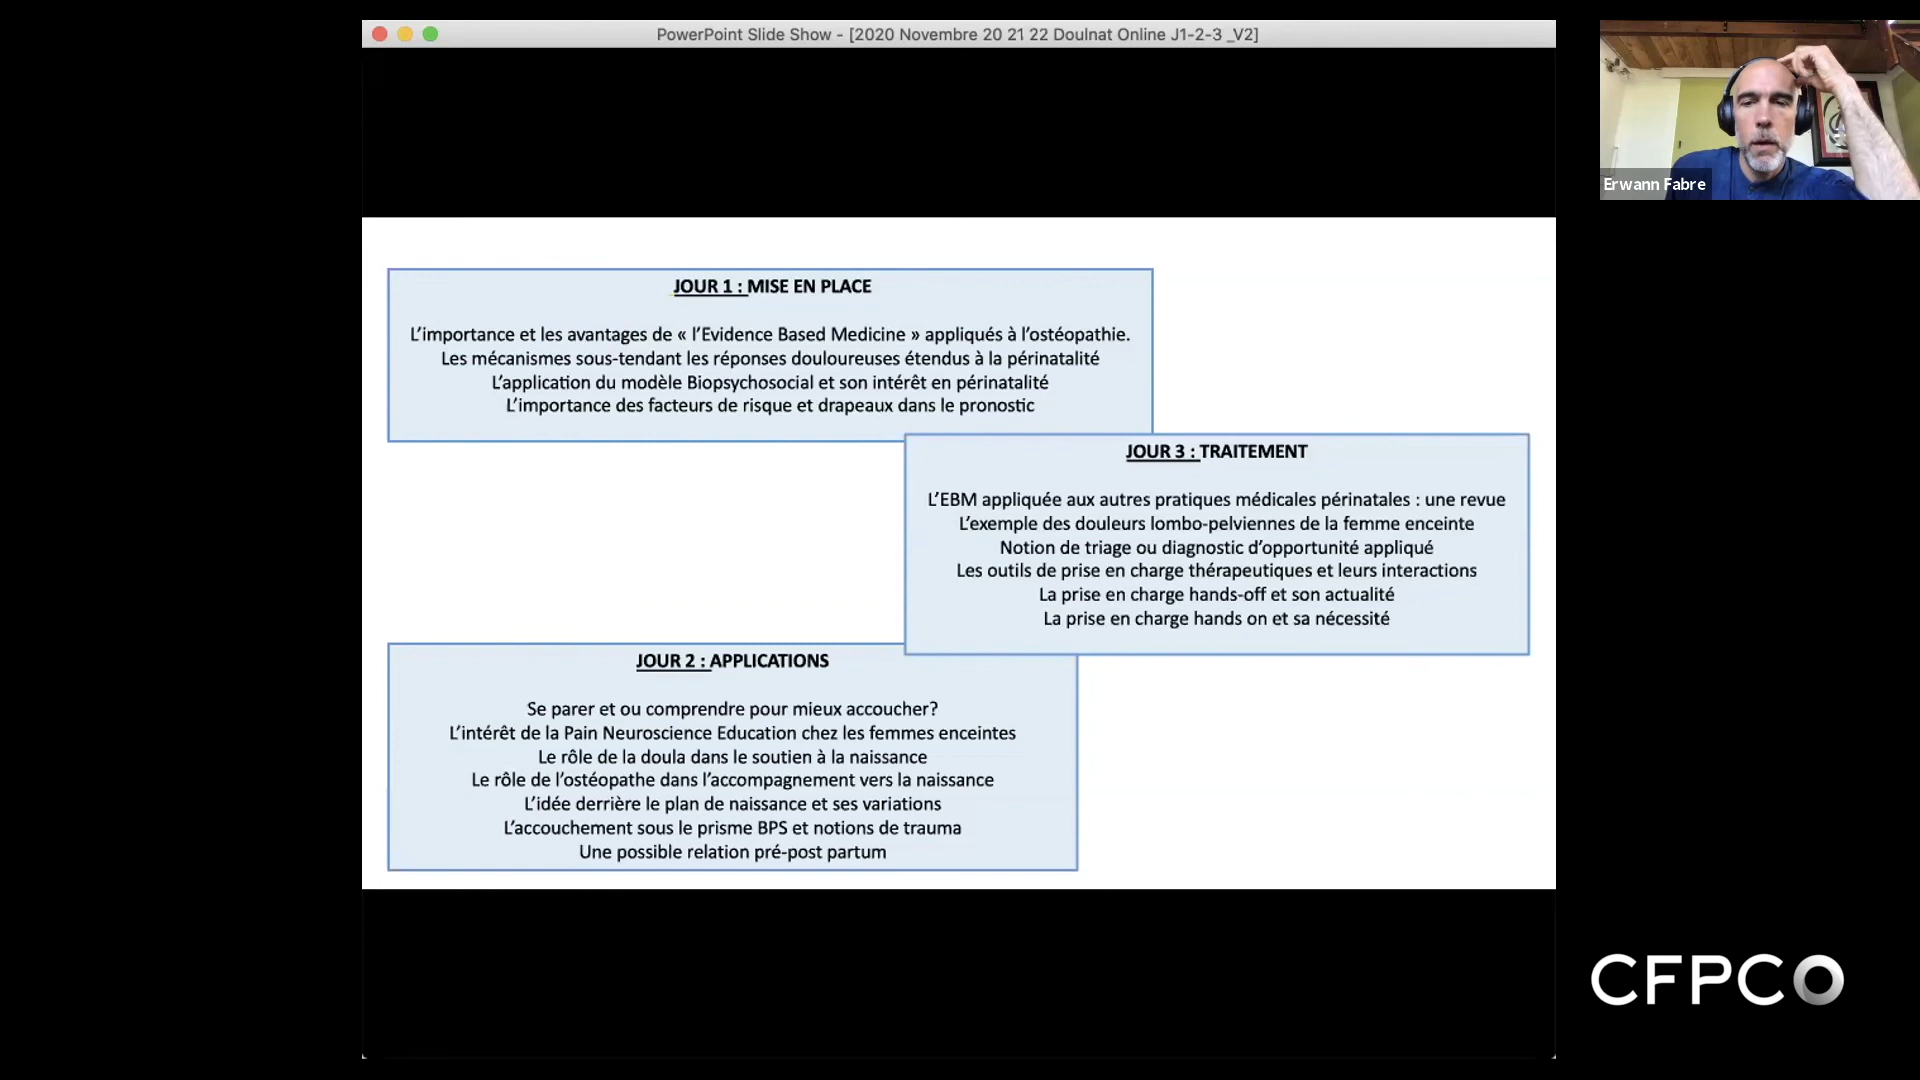 PowerPoint Slide Show - [2020 Novembre 20 21 22 Doulnat Online J1-2-3 _V2]
Erwann Fabre
JOUR 1 : MISE EN PLACE
L’importance et les avantages de « l’Evidence Based Medicine » appliqués à l’ostéopathie.
Les mécanismes sous-tendant les réponses douloureuses étendus à la périnatalité
L’application du modèle Biopsychosocial et son intérêt en périnatalité
L’importance des facteurs de risque et drapeaux dans le pronostic
JOUR 3 : TRAITEMENT
L’EBM appliquée aux autres pratiques médicales périnatales : une revue
L’exemple des douleurs lombo-pelviennes de la femme enceinte
Notion de triage ou diagnostic d’opportunité appliqué
Les outils de prise en charge thérapeutiques et leurs interactions
La prise en charge hands-off et son actualité
La prise en charge hands on et sa nécessité
JOUR 2 : APPLICATIONS
Se parer et ou comprendre pour mieux accoucher?
L’intérêt de la Pain Neuroscience Education chez les femmes enceintes
Le rôle de la doula dans le soutien à la naissance
Le rôle de l’ostéopathe dans l’accompagnement vers la naissance
L’idée derrière le plan de naissance et ses variations
L’accouchement sous le prisme BPS et notions de trauma
Une possible relation pré-post partum
CFPCO